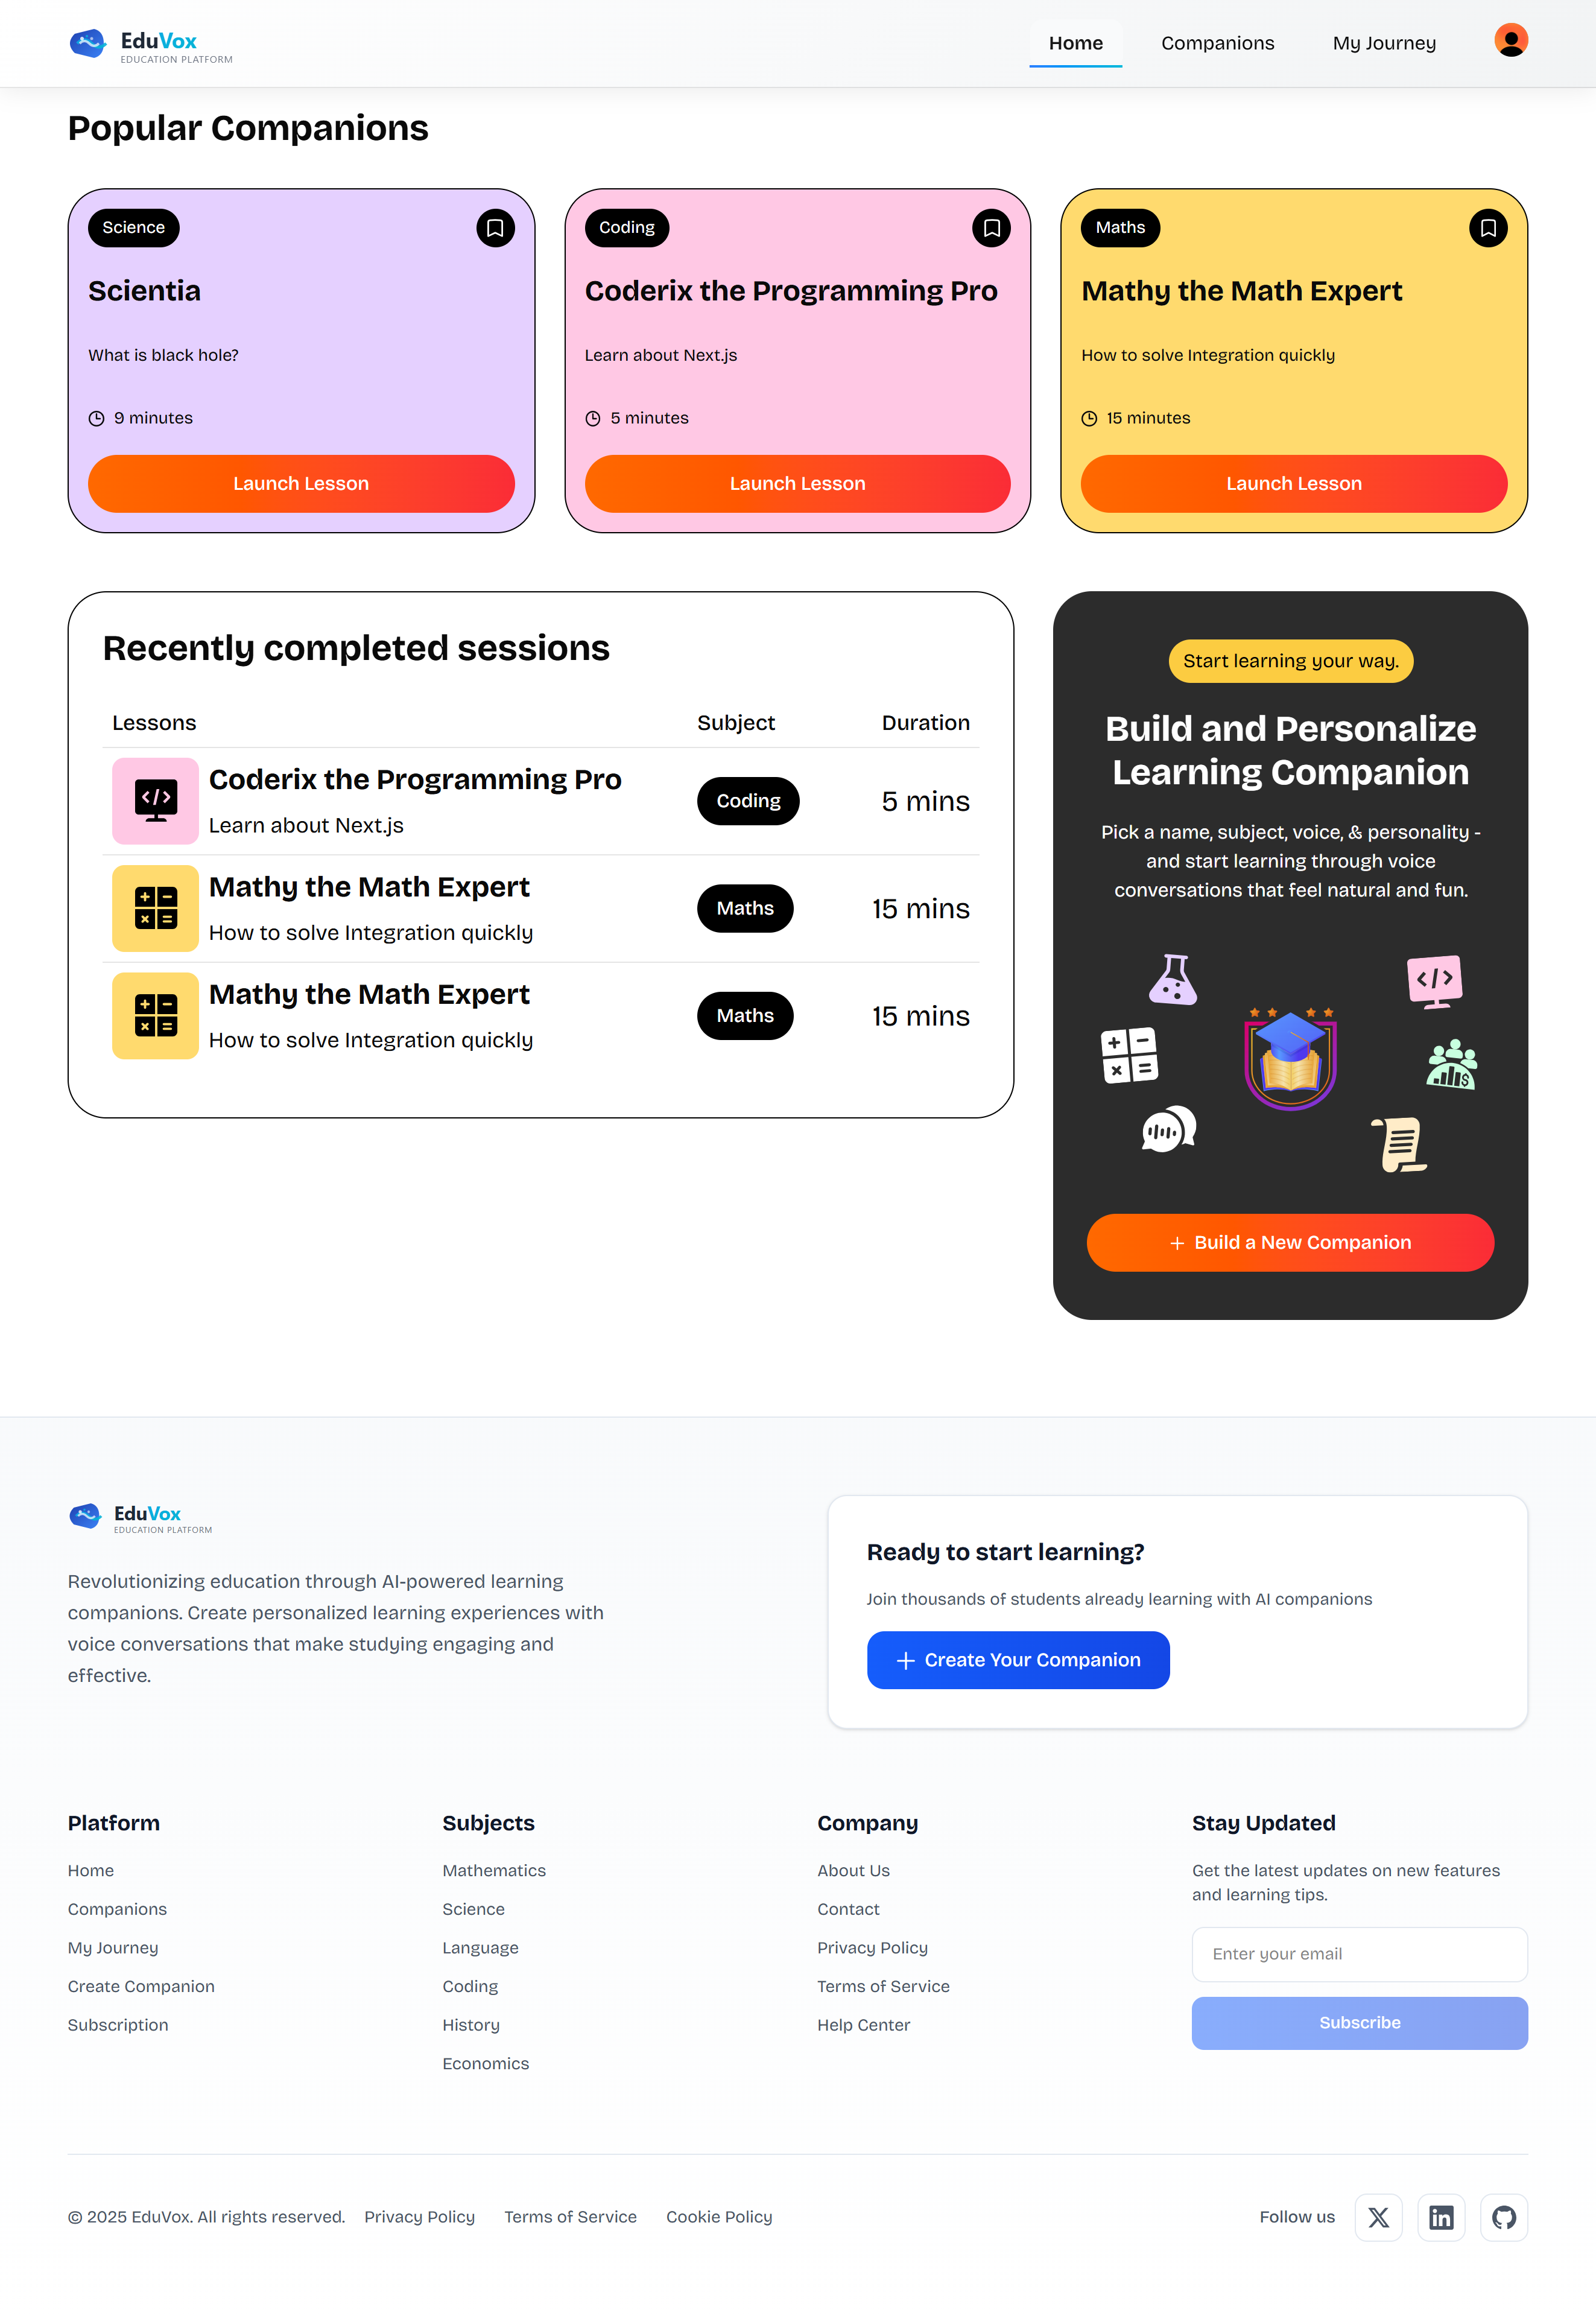 EduVox
EDUCATION PLATFORM
Home
Companions
My Journey
Popular Companions
Science
Scientia
What is black hole?
9 minutes
Launch Lesson
Coding
Coderix the Programming Pro
Learn about Next.js
5 minutes
Launch Lesson
Maths
Mathy the Math Expert
How to solve Integration quickly
15 minutes
Launch Lesson
Recently completed sessions
Lessons Subject Duration
Coderix the Programming Pro
Learn about Next.js
Coding
5 mins
Mathy the Math Expert
How to solve Integration quickly
Maths
15 mins
Mathy the Math Expert
How to solve Integration quickly
Maths
15 mins
Start learning your way.
Build and Personalize
Learning Companion
Pick a name, subject, voice, & personality -
and start learning through voice
conversations that feel natural and fun.
</>
$
+ Build a New Companion
EduVox
EDUCATION PLATFORM
Revolutionizing education through AI-powered learning
companions. Create personalized learning experiences with
voice conversations that make studying engaging and
effective.
Ready to start learning?
Join thousands of students already learning with AI companions
+ Create Your Companion
Platform
Home
Companions
My Journey
Create Companion
Subscription
Subjects
Mathematics
Science
Language
Coding
History
Economics
Company
About Us
Contact
Privacy Policy
Terms of Service
Help Center
Stay Updated
Get the latest updates on new features
and learning tips.
Enter your email
Subscribe
© 2025 EduVox. All rights reserved. Privacy Policy Terms of Service Cookie Policy
Follow us